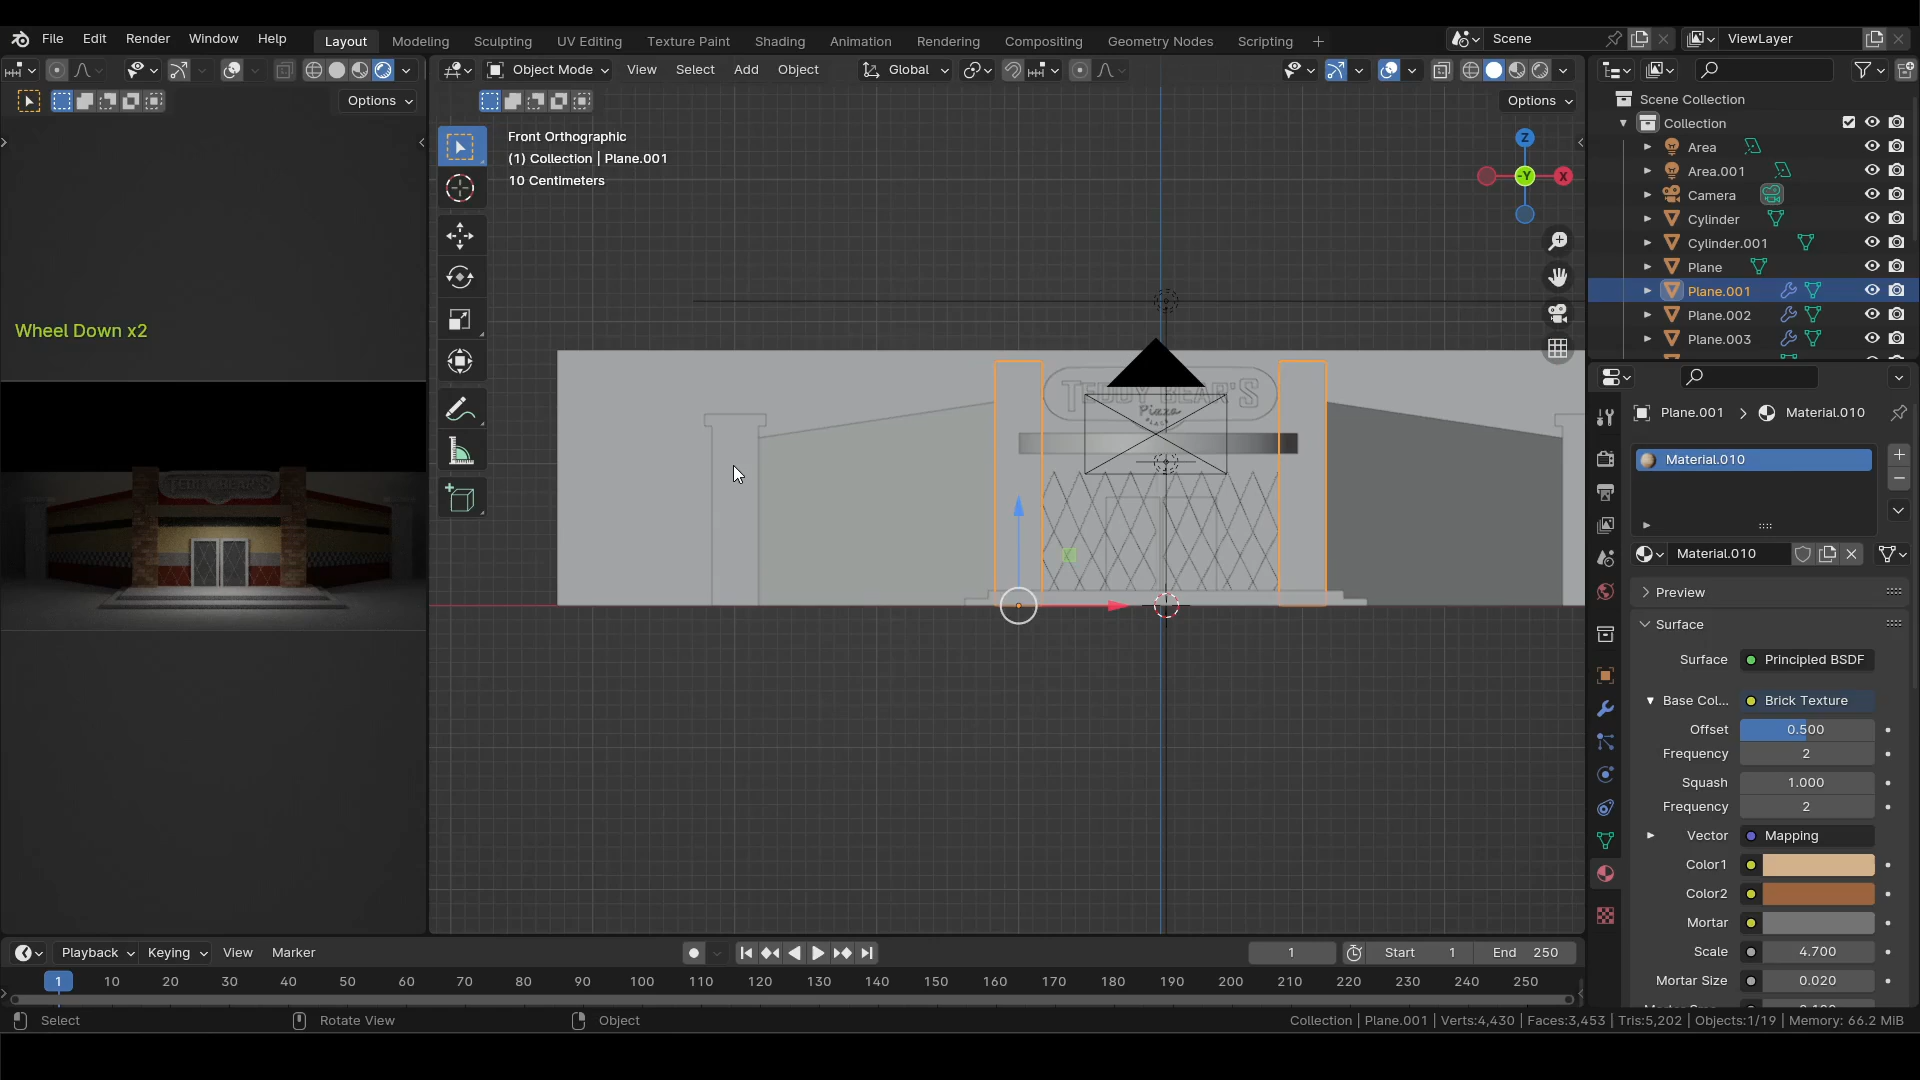 File Edit Render Window Help Layout Modeling Sculpting UV Editing Texture Paint Shading Animation Rendering Compositing Geometry Nodes Scripting + Scene ViewLayer
Object Mode View Select Add Object Global
Options
Options
Front Orthographic
(1) Collection | Plane.001
10 Centimeters
Z
-Y
X
Wheel Down x2
TEDDY BEAR'S
TEDDY BEAR'S
Pizza
PLACE
Scene Collection
Collection
Area
Area.001
Camera
Cylinder
Cylinder.001
Plane
Plane.001
Plane.002
Plane.003
Plane.001 > Material.010
Material.010
Material.010
Preview
Surface
Surface Principled BSDF
Base Col... Brick Texture
Offset 0.500
Frequency 2
Squash 1.000
Frequency 2
Vector Mapping
Color1
Color2
Mortar
Scale 4.700
Mortar Size 0.020
Playback Keying View Marker 1 Start 1 End 250
1 10 20 30 40 50 60 70 80 90 100 110 120 130 140 150 160 170 180 190 200 210 220 230 240 250
Select Rotate View Object Collection | Plane.001 | Verts:4,430 | Faces:3,453 | Tris:5,202 | Objects:1/19 | Memory: 66.2 MiB